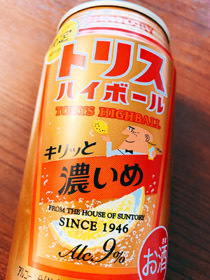 トリス
ハイボール
TORYS HIGHBALL
キリッと
濃いめ
FROM THE HOUSE OF SUNTORY
SINCE 1946
Alc.9%
お酒